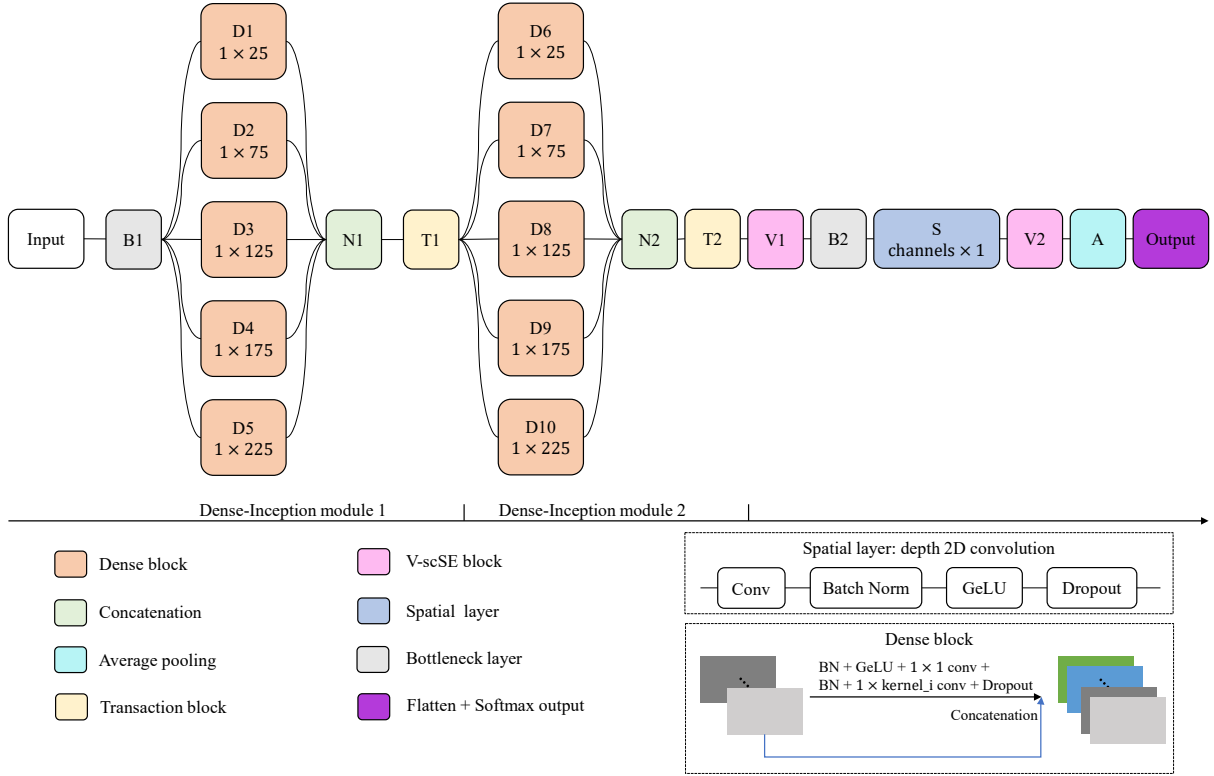 D1
1 × 25
D2
1 × 75
D3
1 × 125
D4
1 × 175
D5
1 × 225
D6
1 × 25
D7
1 × 75
D8
1 × 125
D9
1 × 175
D10
1 × 225
Input
B1
N1
T1
N2
T2
V1
B2
S
channels × 1
V2
A
Output
Dense-Inception module 1
Dense-Inception module 2
Dense block
Concatenation
Average pooling
Transaction block
V-scSE block
Spatial layer
Bottleneck layer
Flatten + Softmax output
Spatial layer: depth 2D convolution
Conv
Batch Norm
GeLU
Dropout
Dense block
BN + GeLU + 1 × 1 conv +
BN + 1 × kernel_i conv + Dropout
Concatenation